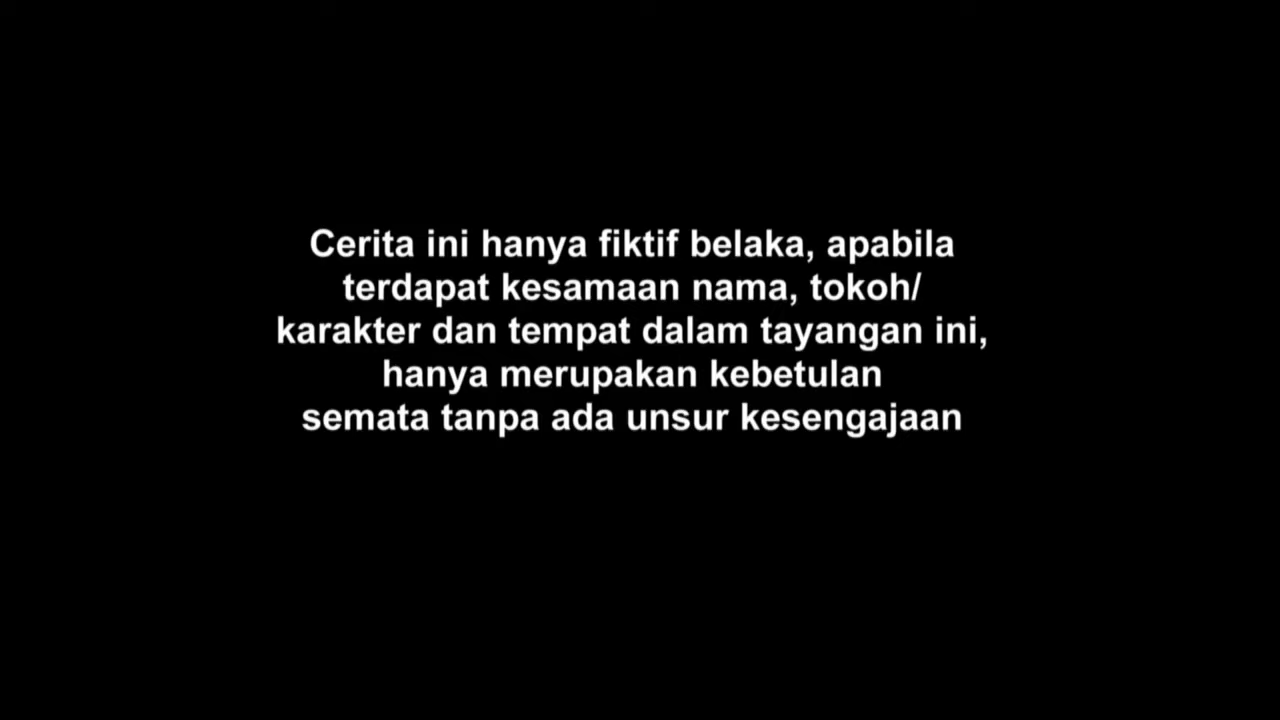 Cerita ini hanya fiktif belaka, apabila
terdapat kesamaan nama, tokoh/
karakter dan tempat dalam tayangan ini,
hanya merupakan kebetulan
semata tanpa ada unsur kesengajaan